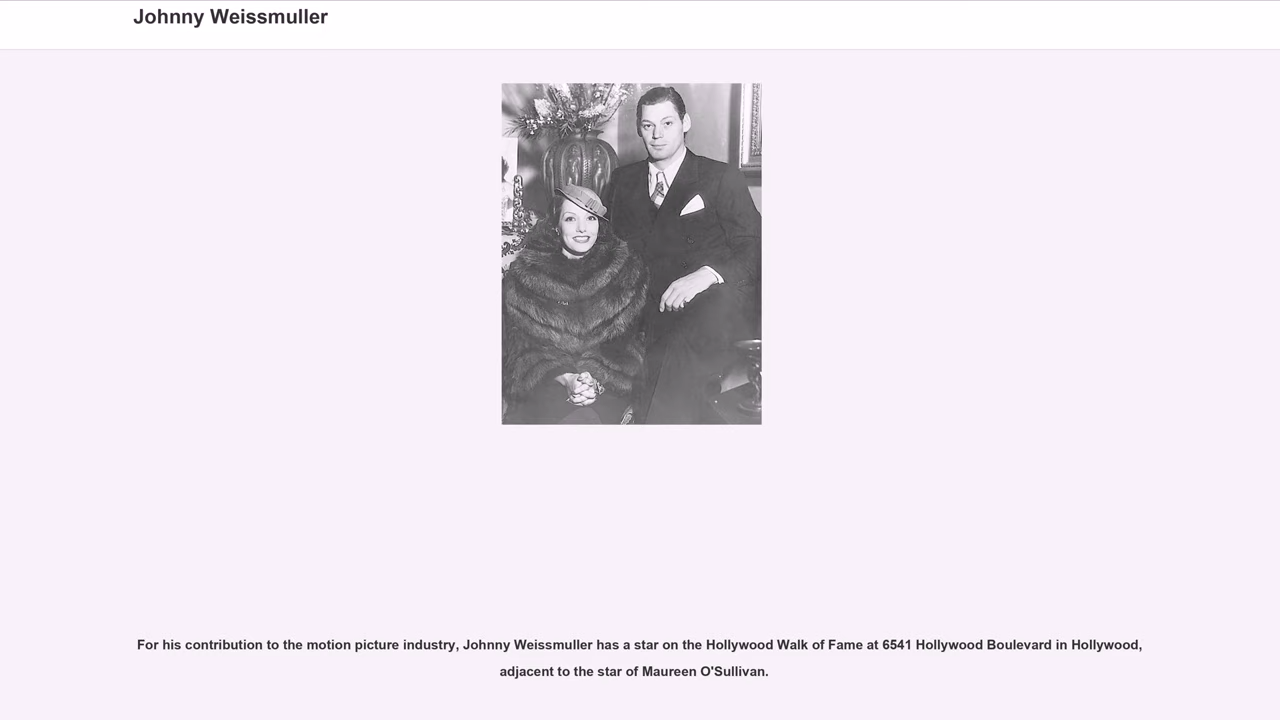 Johnny Weissmuller
For his contribution to the motion picture industry, Johnny Weissmuller has a star on the Hollywood Walk of Fame at 6541 Hollywood Boulevard in Hollywood,
adjacent to the star of Maureen O'Sullivan.